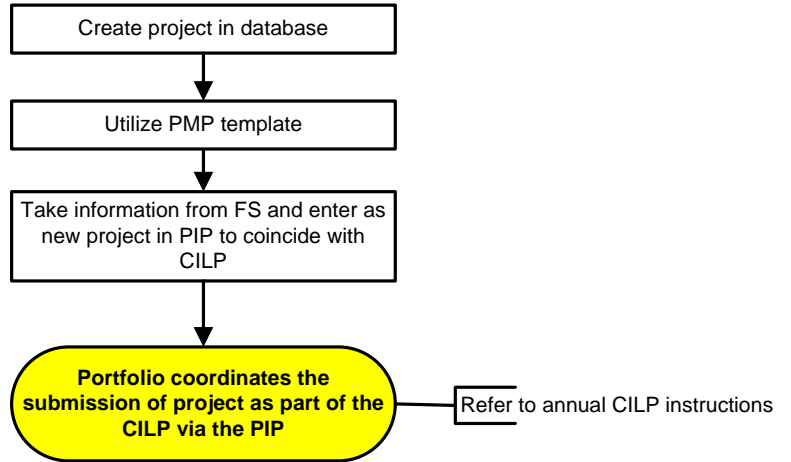 Create project in database
Utilize PMP template
Take information from FS and enter as
new project in PIP to coincide with
CILP
Portfolio coordinates the
submission of project as part of the
CILP via the PIP
Refer to annual CILP instructions